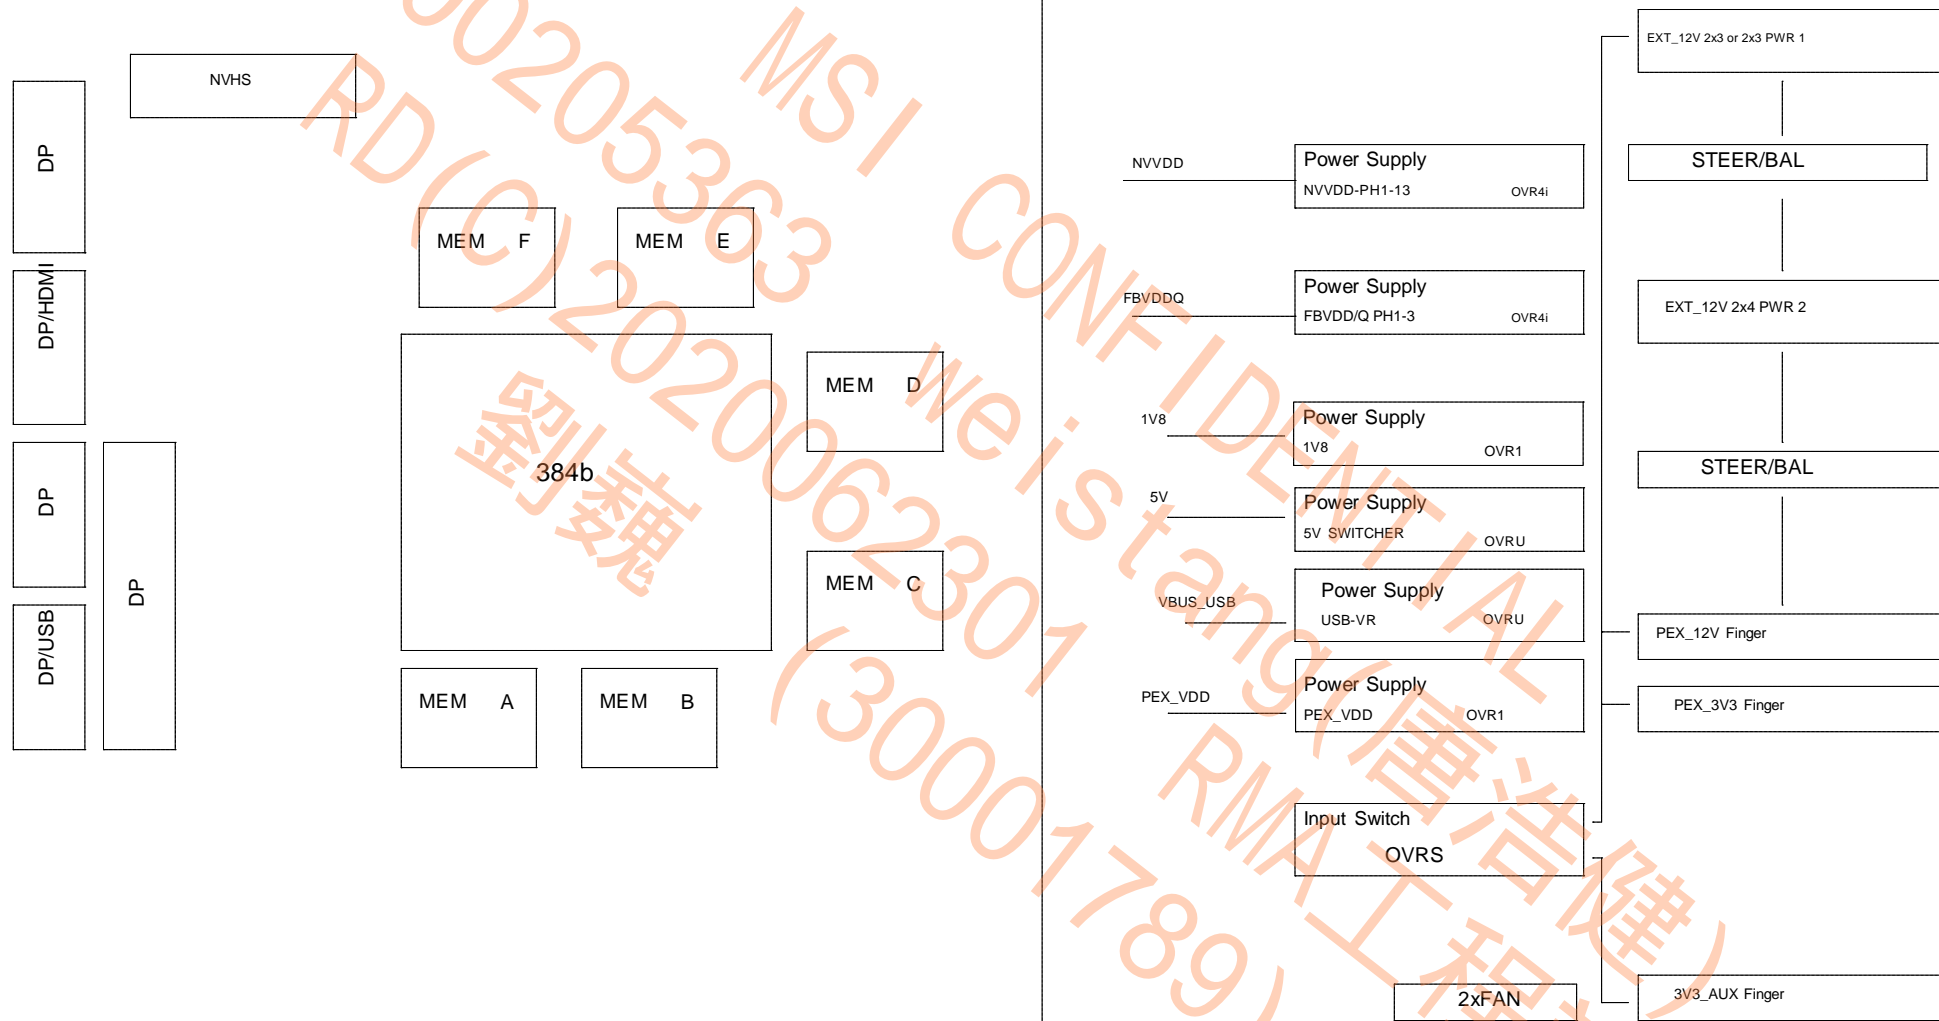 NVHS
DP
DP/HDMI
DP
DP/USB
DP
MEM F
MEM E
384b
MEM D
MEM C
MEM A
MEM B
NVVDD
Power Supply
NVVDD-PH1-13 OVR4i
FBVDDQ
Power Supply
FBVDD/Q PH1-3 OVR4i
1V8
Power Supply
1V8 OVR1
5V
Power Supply
5V SWITCHER OVRU
VBUS_USB
Power Supply
USB-VR OVRU
PEX_VDD
Power Supply
PEX_VDD OVR1
Input Switch
OVRS
2xFAN
EXT_12V 2x3 or 2x3 PWR 1
STEER/BAL
EXT_12V 2x4 PWR 2
STEER/BAL
PEX_12V Finger
PEX_3V3 Finger
3V3_AUX Finger
MSI CONFIDENTIAL
00205363 weistang(唐浩健)
RD(C)2020062301 RMA工程
劉巍 (30001789)